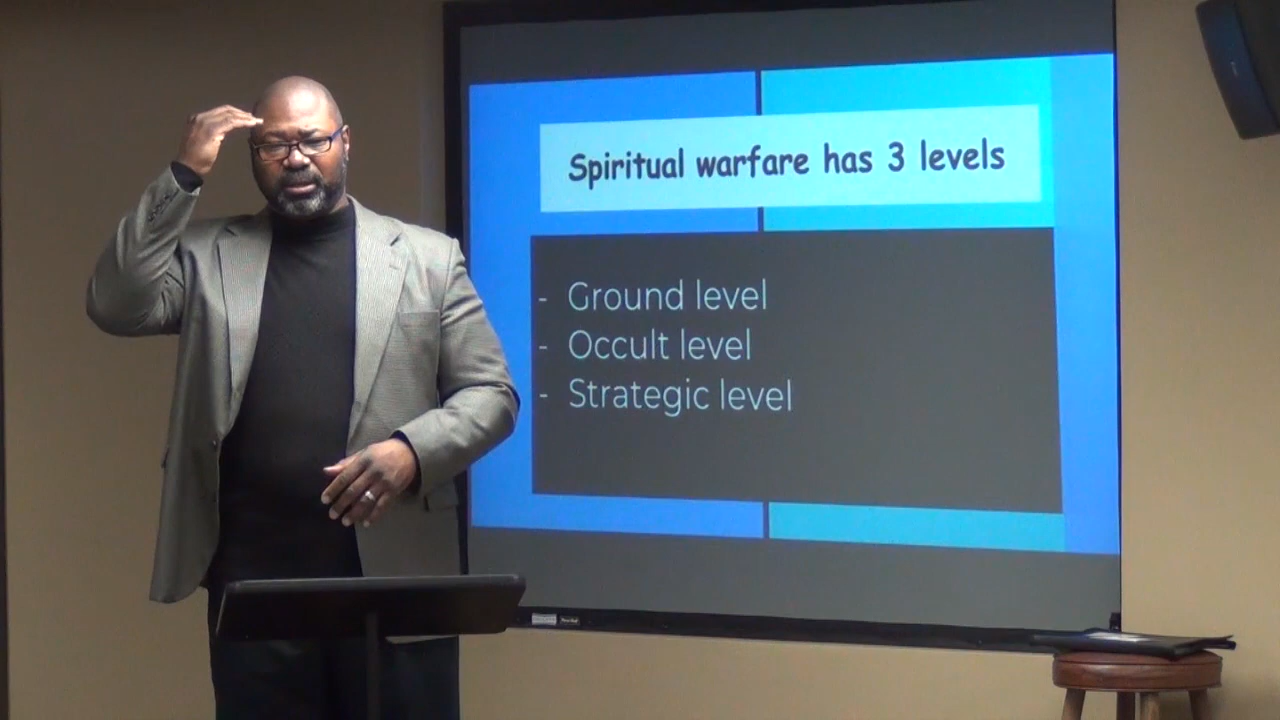 Spiritual warfare has 3 levels
- Ground level
- Occult level
- Strategic level